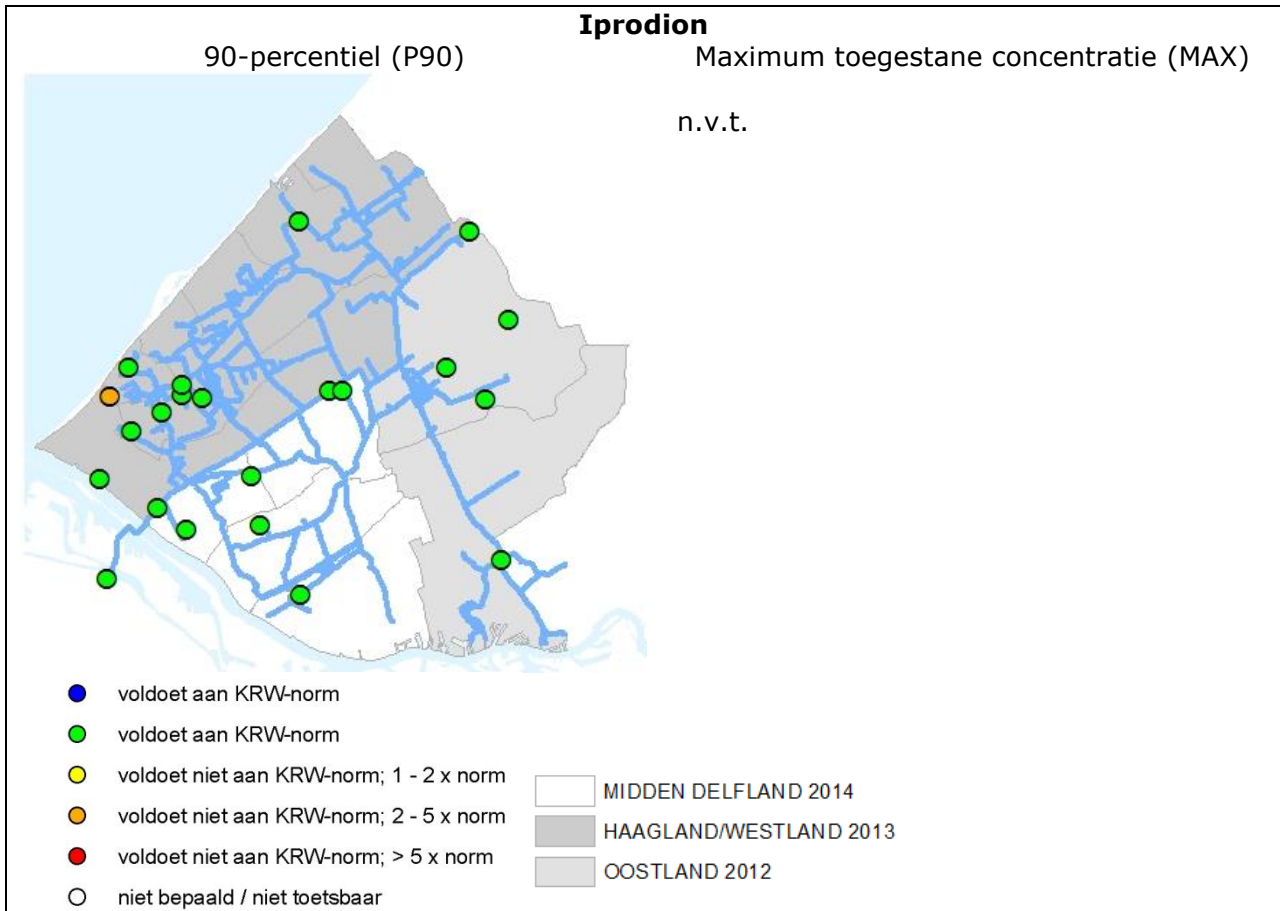 Iprodion
90-percentiel (P90)
Maximum toegestane concentratie (MAX)
n.v.t.
voldoet aan KRW-norm
voldoet aan KRW-norm
voldoet niet aan KRW-norm; 1 - 2 x norm
voldoet niet aan KRW-norm; 2 - 5 x norm
voldoet niet aan KRW-norm; > 5 x norm
niet bepaald / niet toetsbaar
MIDDEN DELFLAND 2014
HAAGLAND/WESTLAND 2013
OOSTLAND 2012